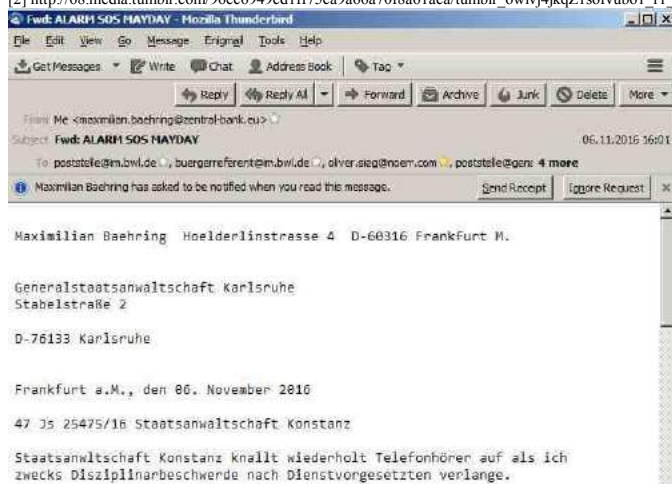 Fwd: ALARM SOS MAYDAY - Mozilla Thunderbird
File Edit View Go Message Enigmail Tools Help
Get Messages Write Chat Address Book Tag
Reply Reply All Forward Archive Junk Delete More
From Me <maximilian.baehring@zentral-bank.eu>
Subject Fwd: ALARM SOS MAYDAY 06.11.2016 16:01
To poststelle@im.bwl.de, buergerreferent@im.bwl.de, 4 more
Maximilian Baehring has asked to be notified when you read this message. Send Receipt Ignore Request
Maximilian Baehring Hoelderlinstrasse 4 D-60316 Frankfurt M.
Generalstaatsanwaltschaft Karlsruhe
Stabelstraße 2
D-76133 Karlsruhe
Frankfurt a.M., den 06. November 2016
47 Js 25475/16 Staatsanwaltschaft Konstanz
Staatsanwltschaft Konstanz knallt wiederholt Telefonhörer auf als ich
zwecks Disziplinarbeschwerde nach Dienstvorgesetzten verlange.